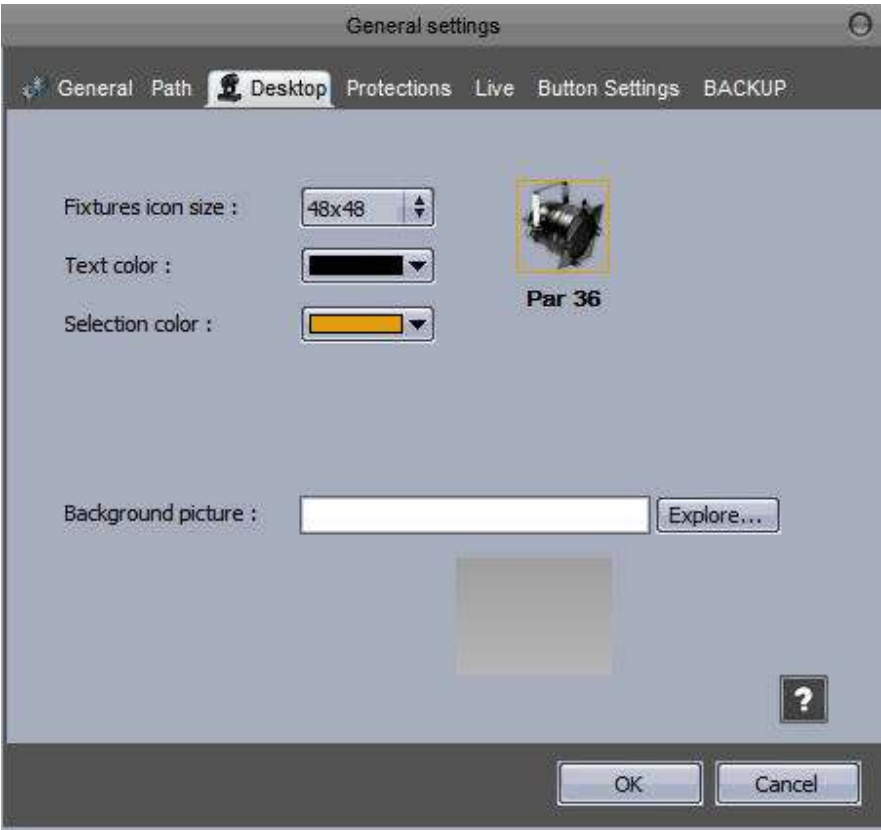 General settings
General Path Desktop Protections Live Button Settings BACKUP
Fixtures icon size : 48x48
Text color :
Par 36
Selection color :
Background picture : Explore...
?
OK Cancel